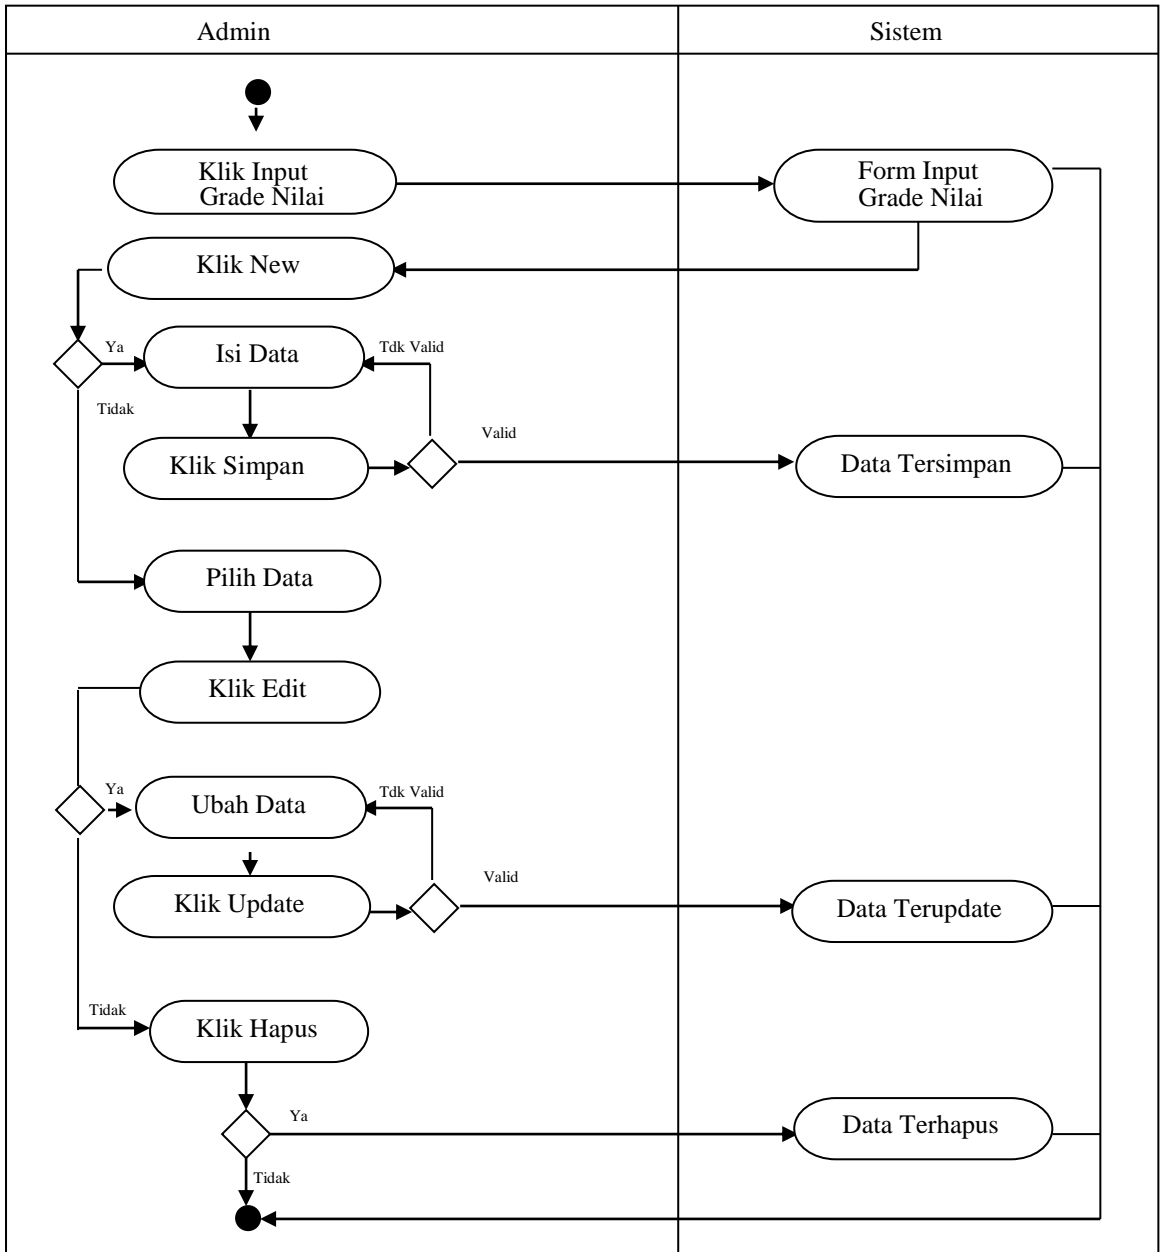 Admin
Sistem
Klik Input
Grade Nilai
Form Input
Grade Nilai
Klik New
Ya
Isi Data
Tdk Valid
Tidak
Klik Simpan
Valid
Data Tersimpan
Pilih Data
Klik Edit
Ya
Ubah Data
Tdk Valid
Klik Update
Valid
Data Terupdate
Tidak
Klik Hapus
Ya
Data Terhapus
Tidak